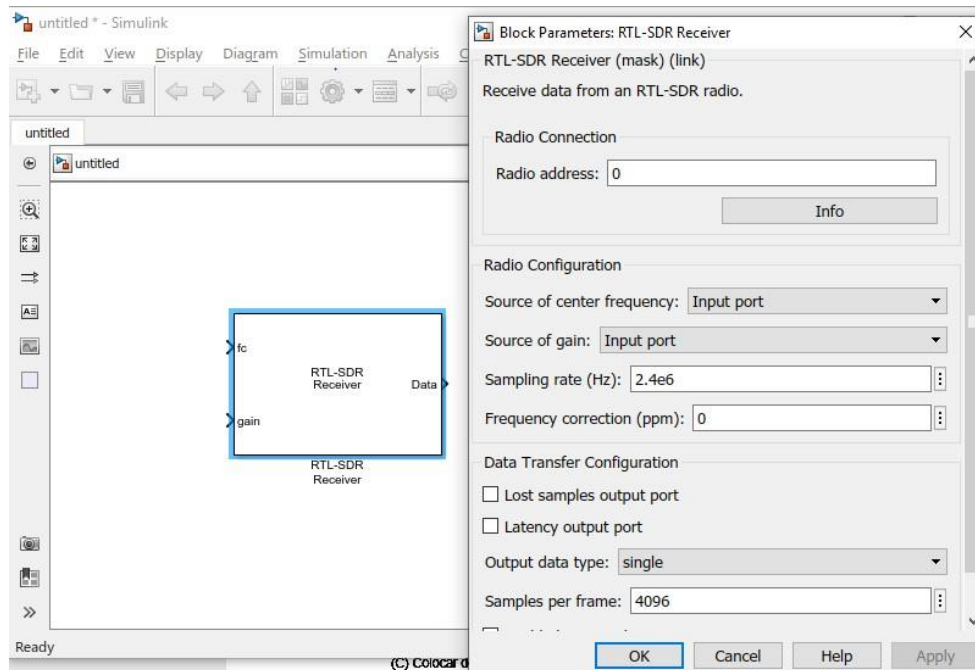 untitled * - Simulink
File Edit View Display Diagram Simulation Analysis
untitled
untitled
fc
RTL-SDR
Receiver
Data
gain
RTL-SDR
Receiver
Ready
(C) Colocar
Block Parameters: RTL-SDR Receiver
RTL-SDR Receiver (mask) (link)
Receive data from an RTL-SDR radio.
Radio Connection
Radio address: 0
Info
Radio Configuration
Source of center frequency: Input port
Source of gain: Input port
Sampling rate (Hz): 2.4e6
Frequency correction (ppm): 0
Data Transfer Configuration
Lost samples output port
Latency output port
Output data type: single
Samples per frame: 4096
OK Cancel Help Apply